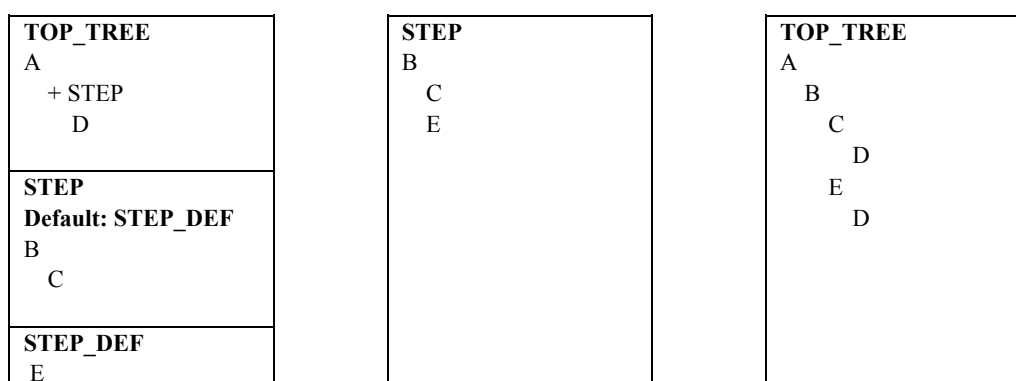 TOP_TREE
A
+ STEP
D
STEP
Default: STEP_DEF
B
C
STEP_DEF
E
STEP
B
C
E
TOP_TREE
A
B
C
D
E
D